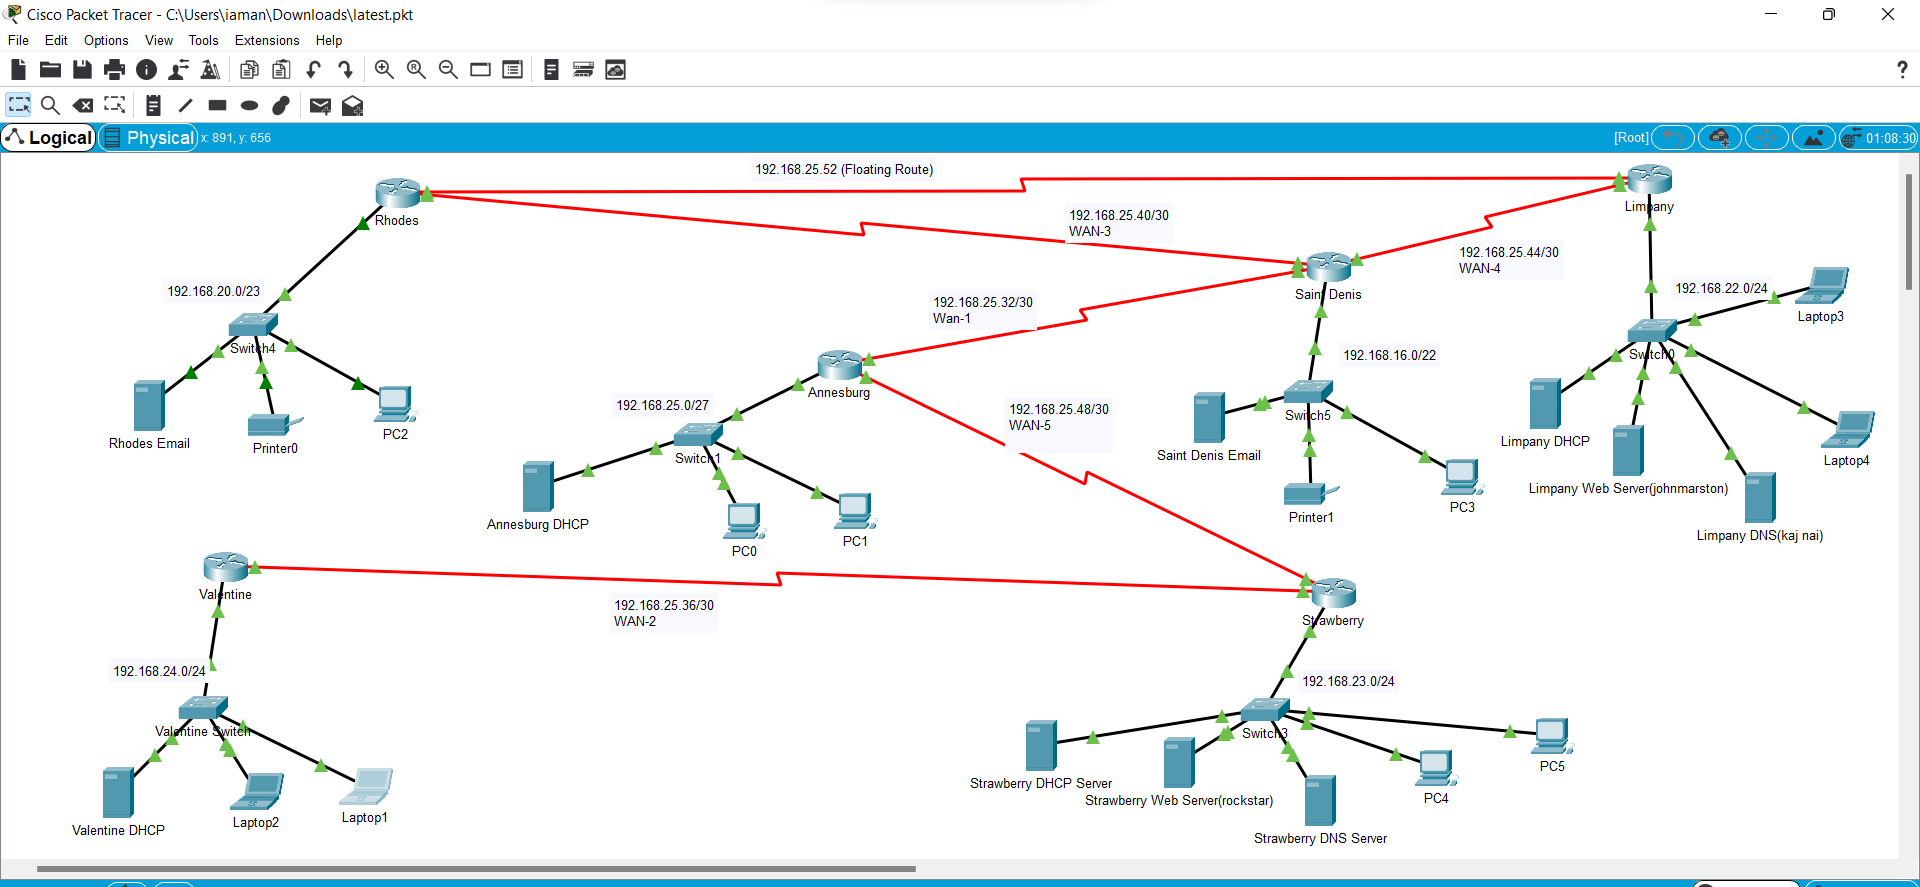 Cisco Packet Tracer - C:\Users\iaman\Downloads\latest.pkt
File Edit Options View Tools Extensions Help
?
Logical Physical x: 891, y: 656 [Root] 01:08:30
192.168.25.52 (Floating Route)
Rhodes
Limpany
192.168.25.40/30
WAN-3
192.168.25.44/30
WAN-4
Saint Denis
192.168.20.0/23
192.168.25.32/30
Wan-1
192.168.22.0/24
Laptop3
Switch4
Switch0
192.168.16.0/22
Annesburg
192.168.25.0/27
192.168.25.48/30
WAN-5
Switch5
Rhodes Email
Printer0
PC2
Switch1
Saint Denis Email
Limpany DHCP
Laptop4
Limpany Web Server(johnmarston)
PC3
Printer1
Annesburg DHCP
PC0
PC1
Limpany DNS(kaj nai)
Valentine
192.168.25.36/30
WAN-2
Strawberry
192.168.24.0/24
192.168.23.0/24
Valentine Switch
Switch3
PC5
Strawberry DHCP Server
Strawberry Web Server(rockstar)
PC4
Valentine DHCP
Laptop2
Laptop1
Strawberry DNS Server